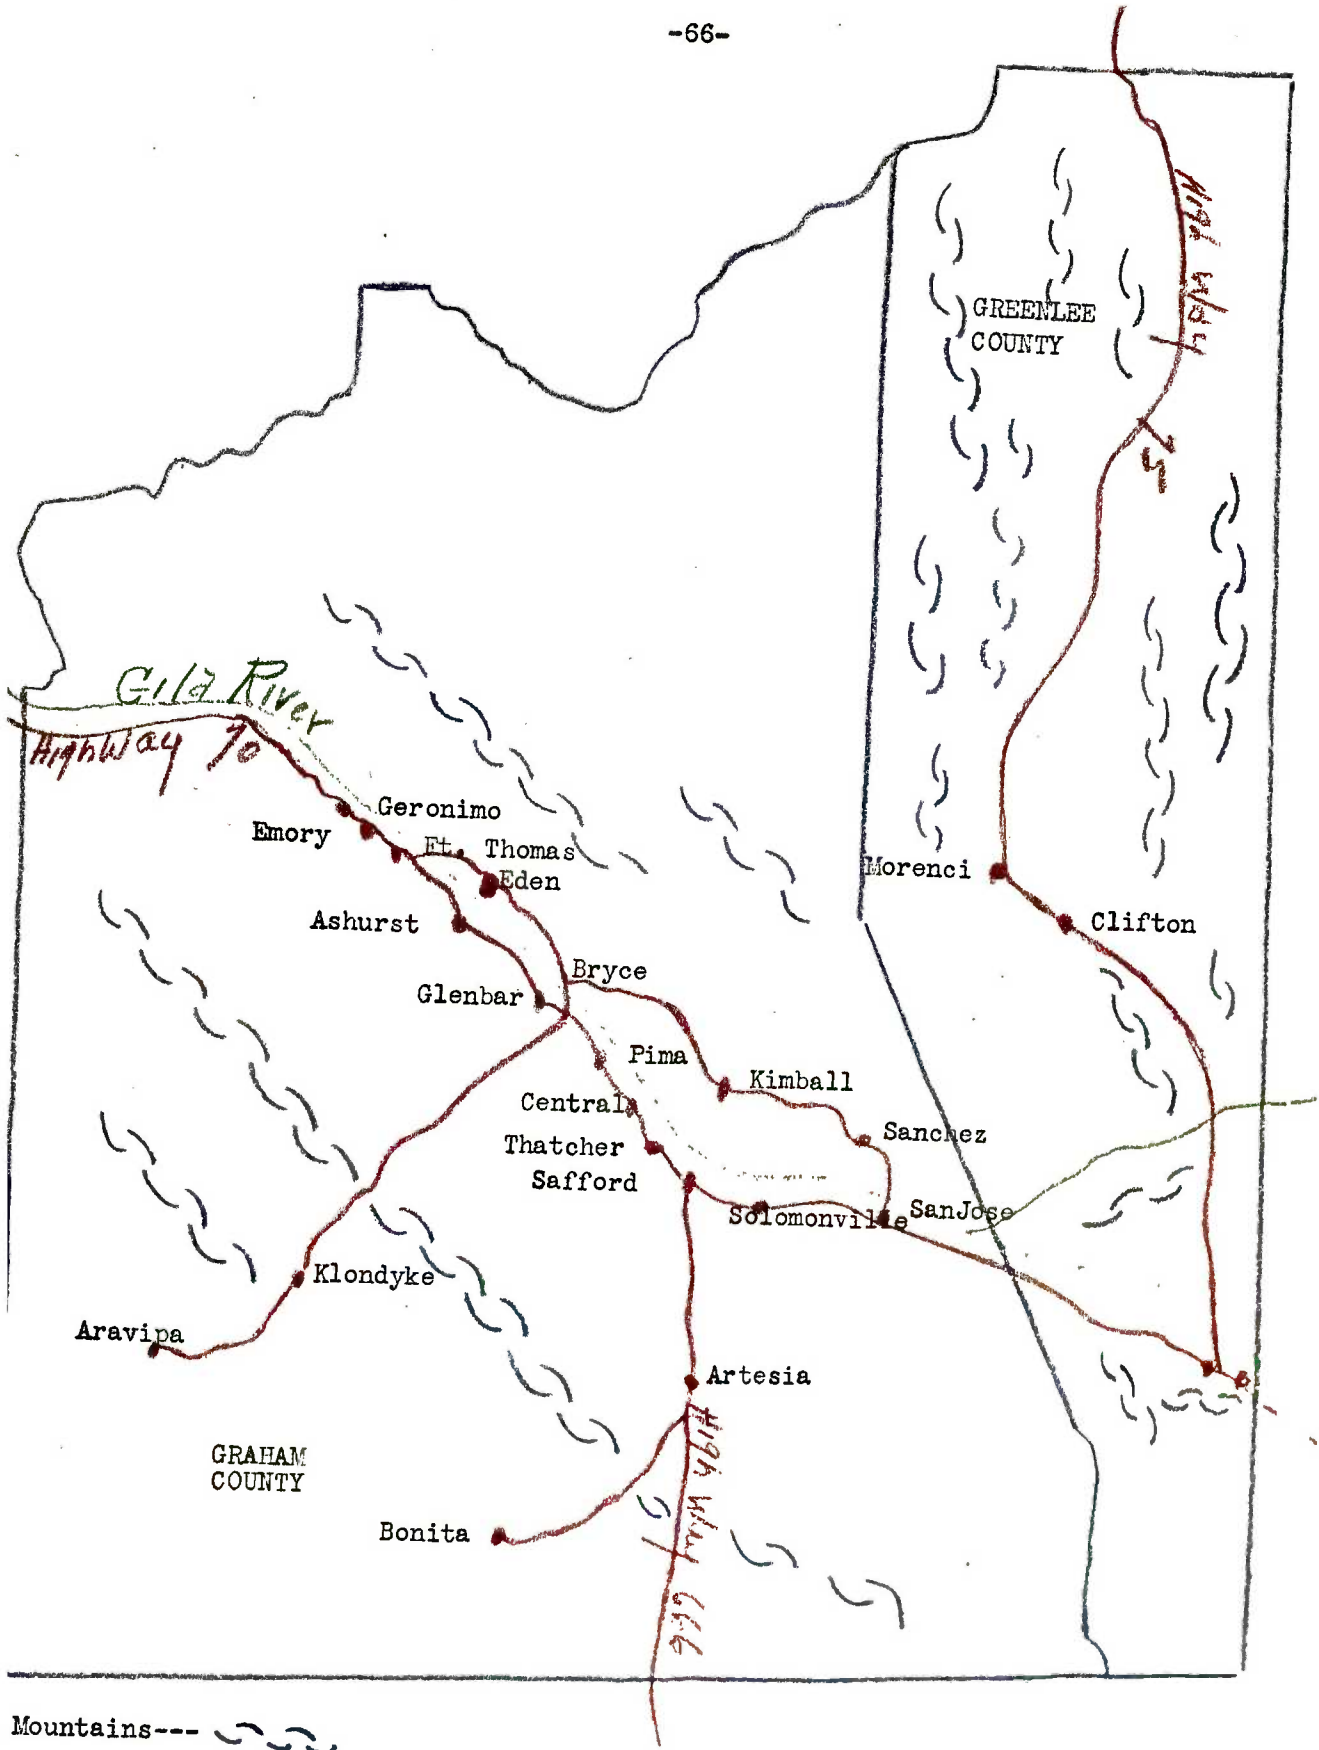 -66-
High Way
GREENLEE
COUNTY
Gila River
HighWay 70
Geronimo
Emory
Ft. Thomas
Eden
Morenci
Ashurst
Clifton
Bryce
Glenbar
Pima
Kimball
Central
Sanchez
Thatcher
Safford
Solomonville
SanJose
Klondyke
Aravipa
Artesia
High Way 666
GRAHAM
COUNTY
Bonita
Mountains---